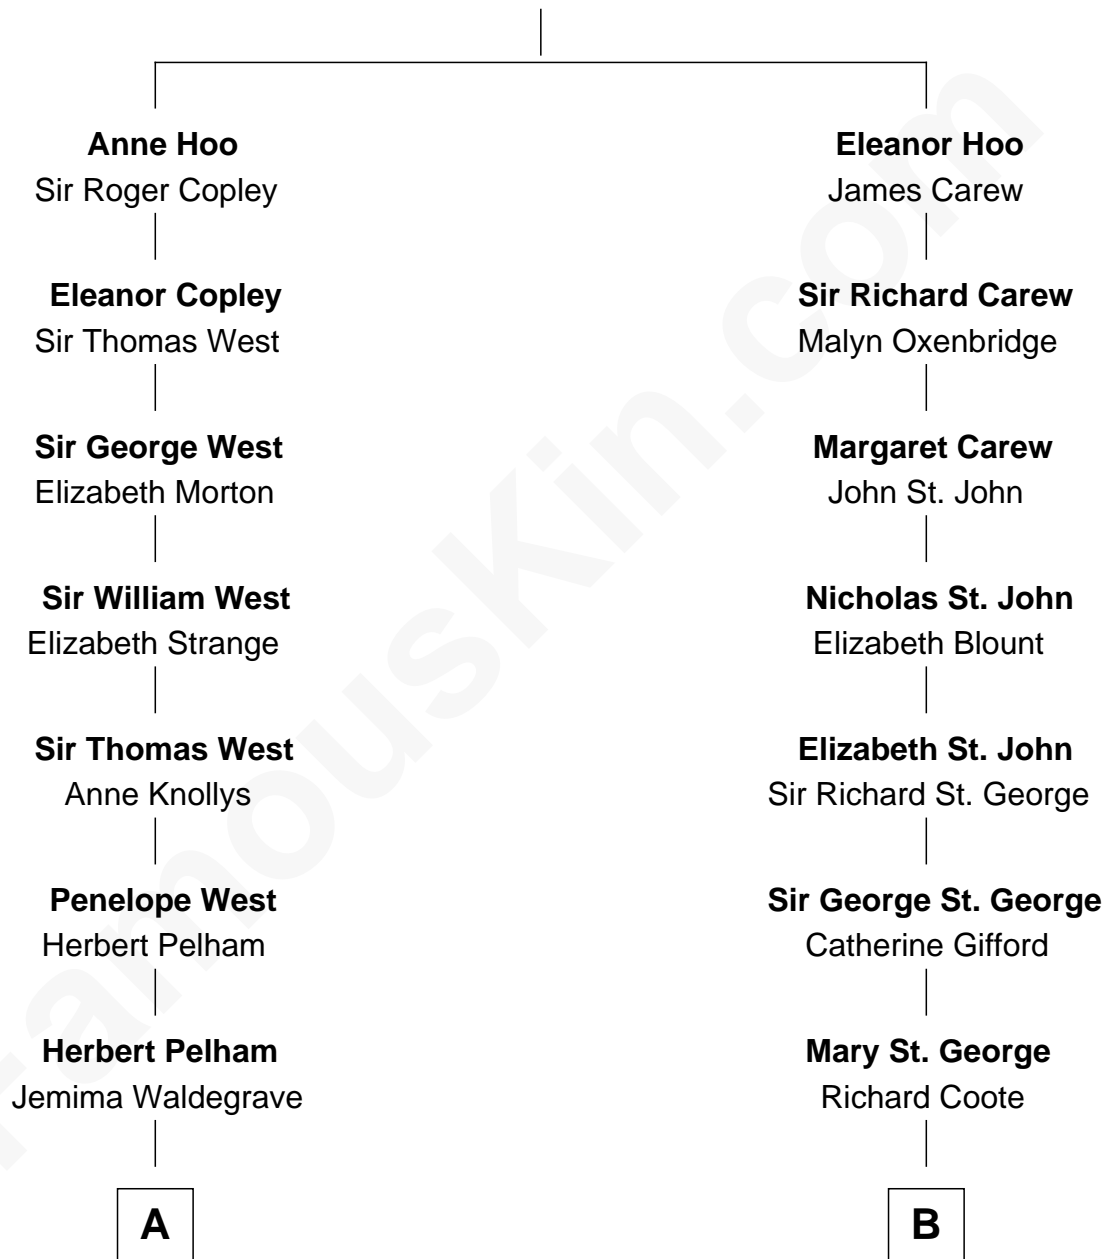 Anne Hoo
Sir Roger Copley
Eleanor Copley
Sir Thomas West
Sir George West
Elizabeth Morton
Sir William West
Elizabeth Strange
Sir Thomas West
Anne Knollys
Penelope West
Herbert Pelham
Herbert Pelham
Jemima Waldegrave
A
Eleanor Hoo
James Carew
Sir Richard Carew
Malyn Oxenbridge
Margaret Carew
John St. John
Nicholas St. John
Elizabeth Blount
Elizabeth St. John
Sir Richard St. George
Sir George St. George
Catherine Gifford
Mary St. George
Richard Coote
B
FamousKin.com